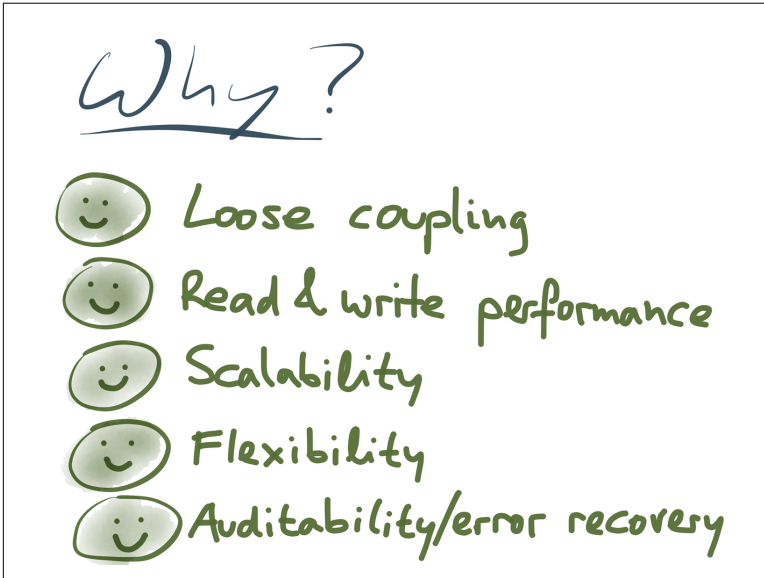 Why?
Loose coupling
Read & write performance
Scalability
Flexibility
Auditability/error recovery